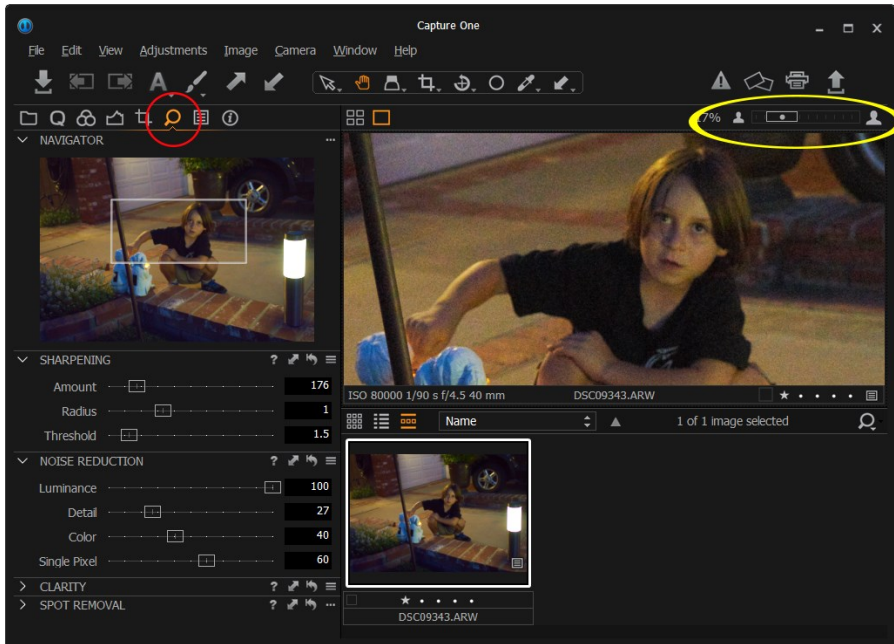 Capture One
File Edit View Adjustments Image Camera Window Help
NAVIGATOR
SHARPENING ?
Amount 176
Radius 1
Threshold 1.5
NOISE REDUCTION ?
Luminance 100
Detail 27
Color 40
Single Pixel 60
CLARITY ?
SPOT REMOVAL ?
7%
ISO 80000 1/90 s f/4.5 40 mm DSC09343.ARW
Name 1 of 1 image selected
DSC09343.ARW